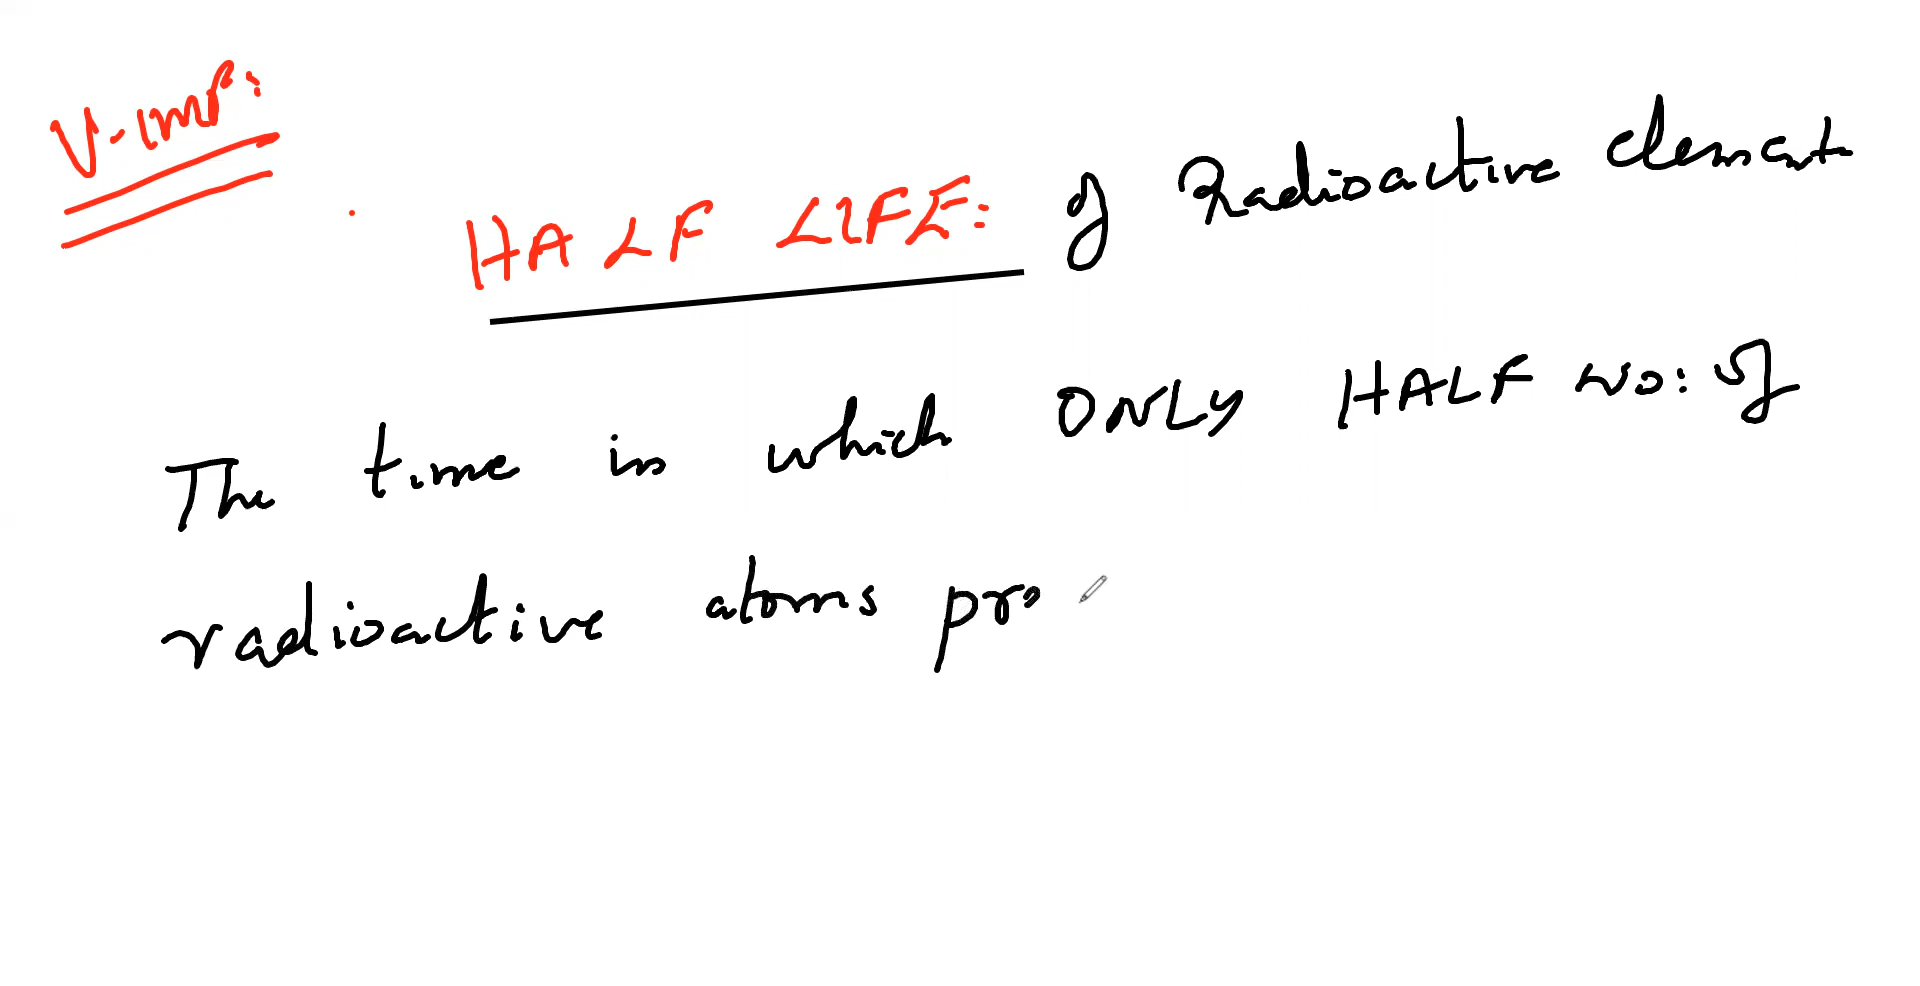 V-imp:
HALF LIFE: of Radioactive element
The time in which ONLY HALF NO: of
radioactive atoms pro